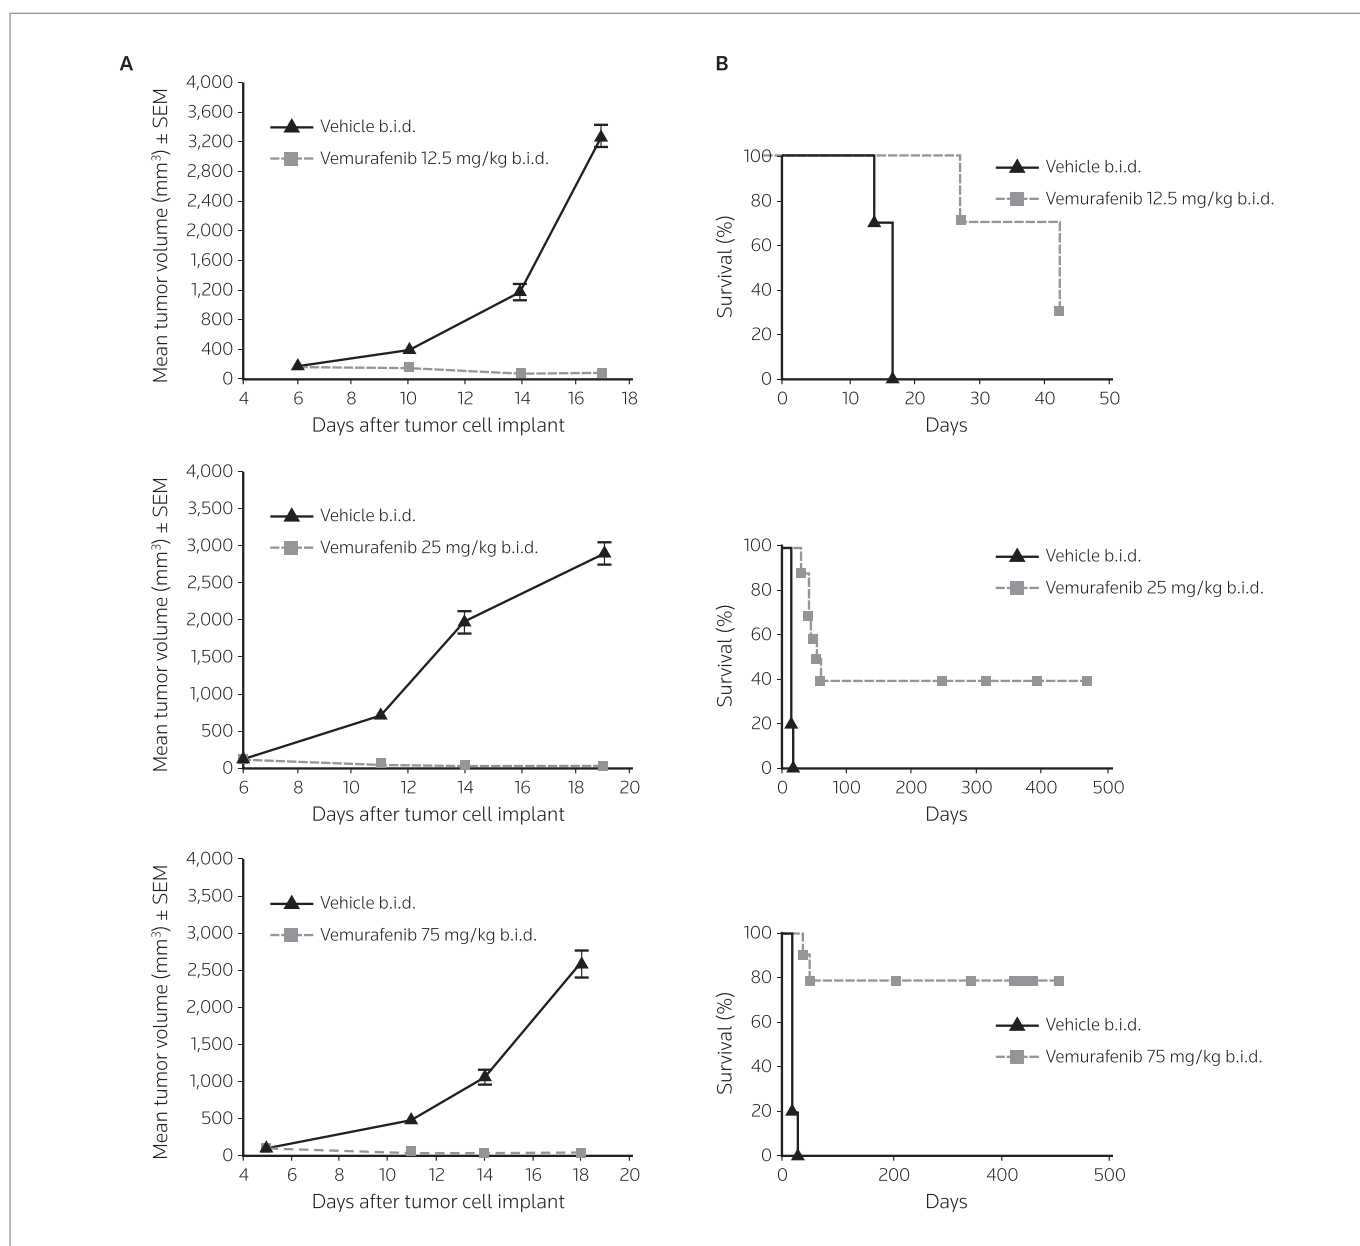 A
Mean tumor volume (mm³) ± SEM
4,000
3,600
3,200
2,800
2,400
2,000
1,600
1,200
800
400
0
Vehicle b.i.d.
Vemurafenib 12.5 mg/kg b.i.d.
4 6 8 10 12 14 16 18
Days after tumor cell implant
B
Survival (%)
100
80
60
40
20
0
Vehicle b.i.d.
Vemurafenib 12.5 mg/kg b.i.d.
0 10 20 30 40 50
Days
Mean tumor volume (mm³) ± SEM
4,000
3,500
3,000
2,500
2,000
1,500
1,000
500
0
Vehicle b.i.d.
Vemurafenib 25 mg/kg b.i.d.
6 8 10 12 14 16 18 20
Days after tumor cell implant
Survival (%)
100
80
60
40
20
0
Vehicle b.i.d.
Vemurafenib 25 mg/kg b.i.d.
0 100 200 300 400 500
Days
Mean tumor volume (mm³) ± SEM
4,000
3,500
3,000
2,500
2,000
1,500
1,000
500
0
Vehicle b.i.d.
Vemurafenib 75 mg/kg b.i.d.
4 6 8 10 12 14 16 18 20
Days after tumor cell implant
Survival (%)
100
80
60
40
20
0
Vehicle b.i.d.
Vemurafenib 75 mg/kg b.i.d.
0 200 400 500
Days